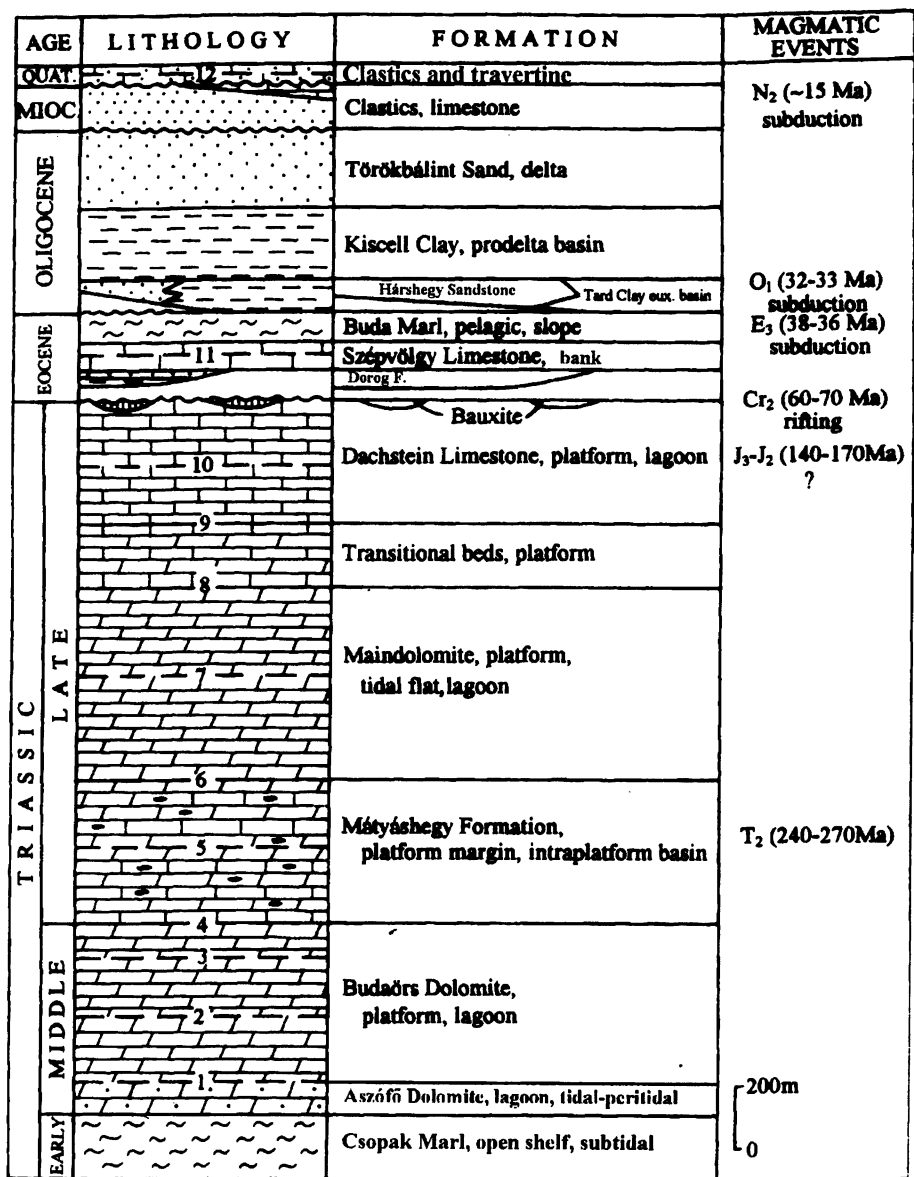 AGE LITHOLOGY FORMATION MAGMATIC EVENTS
QUAT. 12 Clastics and travertine
MIOC Clastics, limestone
N₂ (~15 Ma)
subduction
OLIGOCENE
Törökbálint Sand, delta
Kiscell Clay, prodelta basin
Hárshegy Sandstone Tard Clay eux. basin
O₁ (32-33 Ma)
subduction
EOCENE
Buda Marl, pelagic, slope
E₃ (38-36 Ma)
subduction
11 Szépvölgy Limestone, bank
Dorog F.
Bauxite
Cr₂ (60-70 Ma)
rifting
TRIASSIC
LATE
10 Dachstein Limestone, platform, lagoon
J₃-J₂ (140-170Ma)
?
9
Transitional beds, platform
8
Maindolomite, platform,
7 tidal flat, lagoon
6
Mátyáshegy Formation,
5 platform margin, intraplatform basin
T₂ (240-270Ma)
4
MIDDLE
3
Budaörs Dolomite,
2 platform, lagoon
1
Aszófő Dolomite, lagoon, tidal-peritidal
EARLY
Csopak Marl, open shelf, subtidal
200m
0